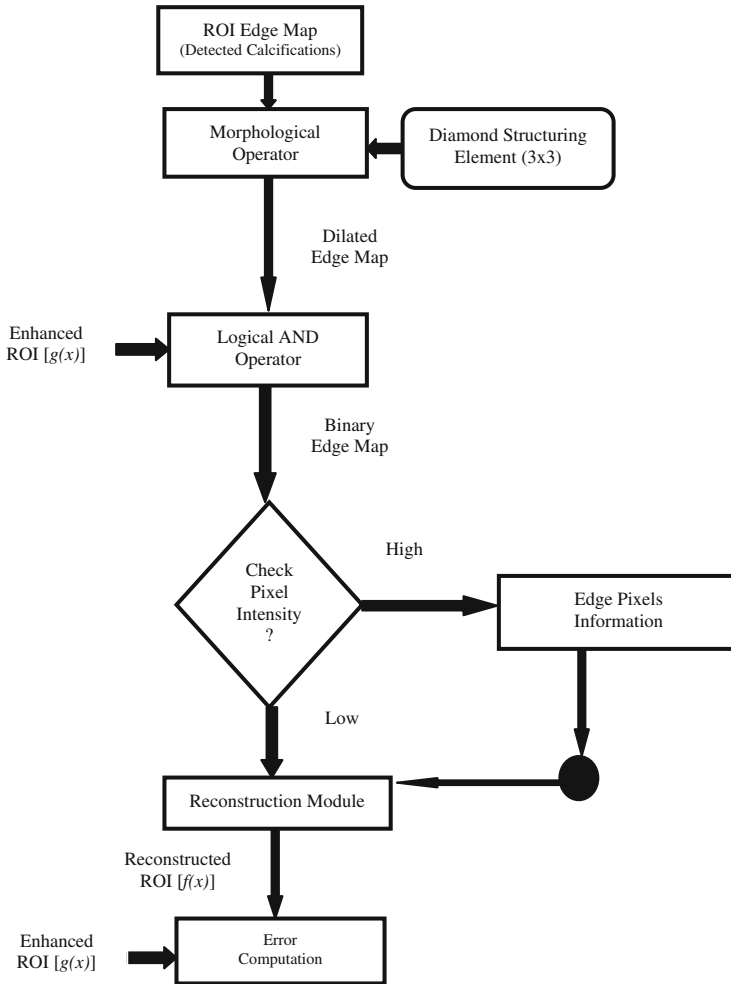 ROI Edge Map
(Detected Calcifications)
Morphological
Operator
Diamond Structuring
Element (3x3)
Dilated
Edge Map
Enhanced
ROI [g(x)]
Logical AND
Operator
Binary
Edge Map
High
Check
Pixel
Intensity
?
Edge Pixels
Information
Low
Reconstruction Module
Reconstructed
ROI [f(x)]
Enhanced
ROI [g(x)]
Error
Computation